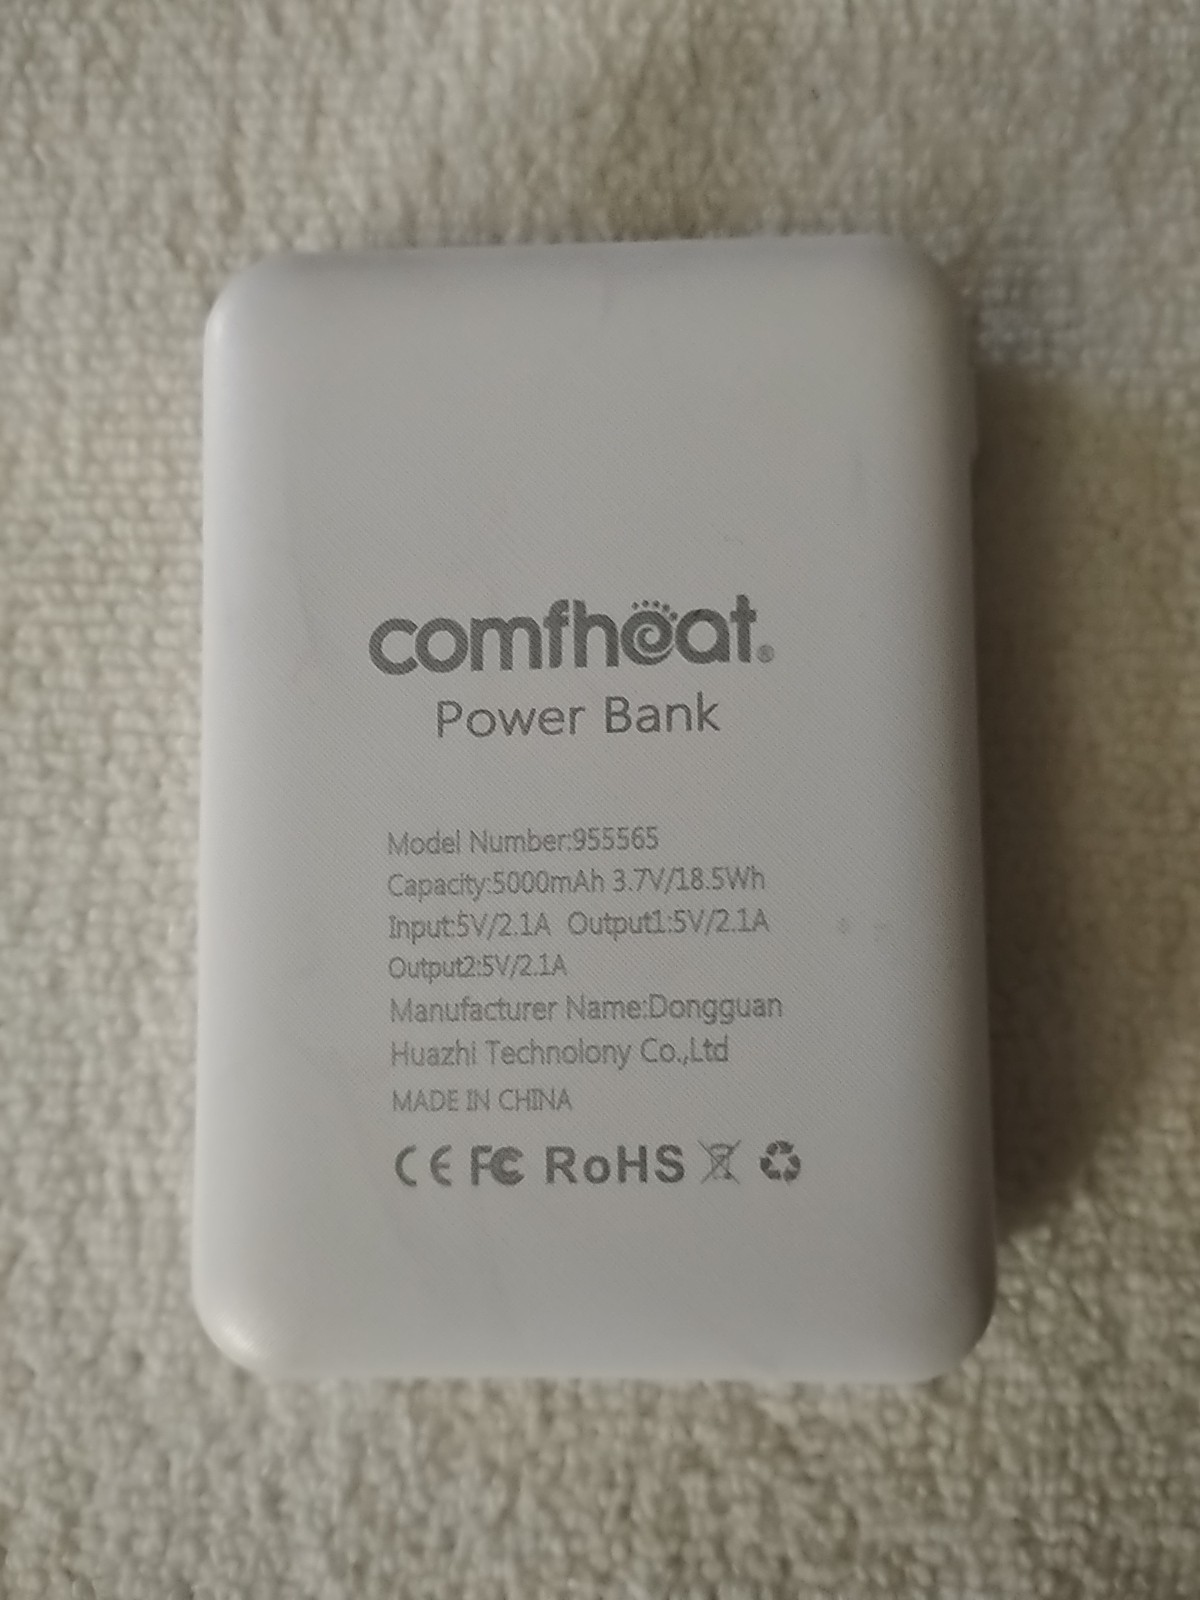 comfheat®
Power Bank
Model Number:955565
Capacity:5000mAh 3.7V/18.5Wh
Input:5V/2.1A Output1:5V/2.1A
Output2:5V/2.1A
Manufacturer Name:Dongguan
Huazhi Technolony Co.,Ltd
MADE IN CHINA
CE FC RoHS